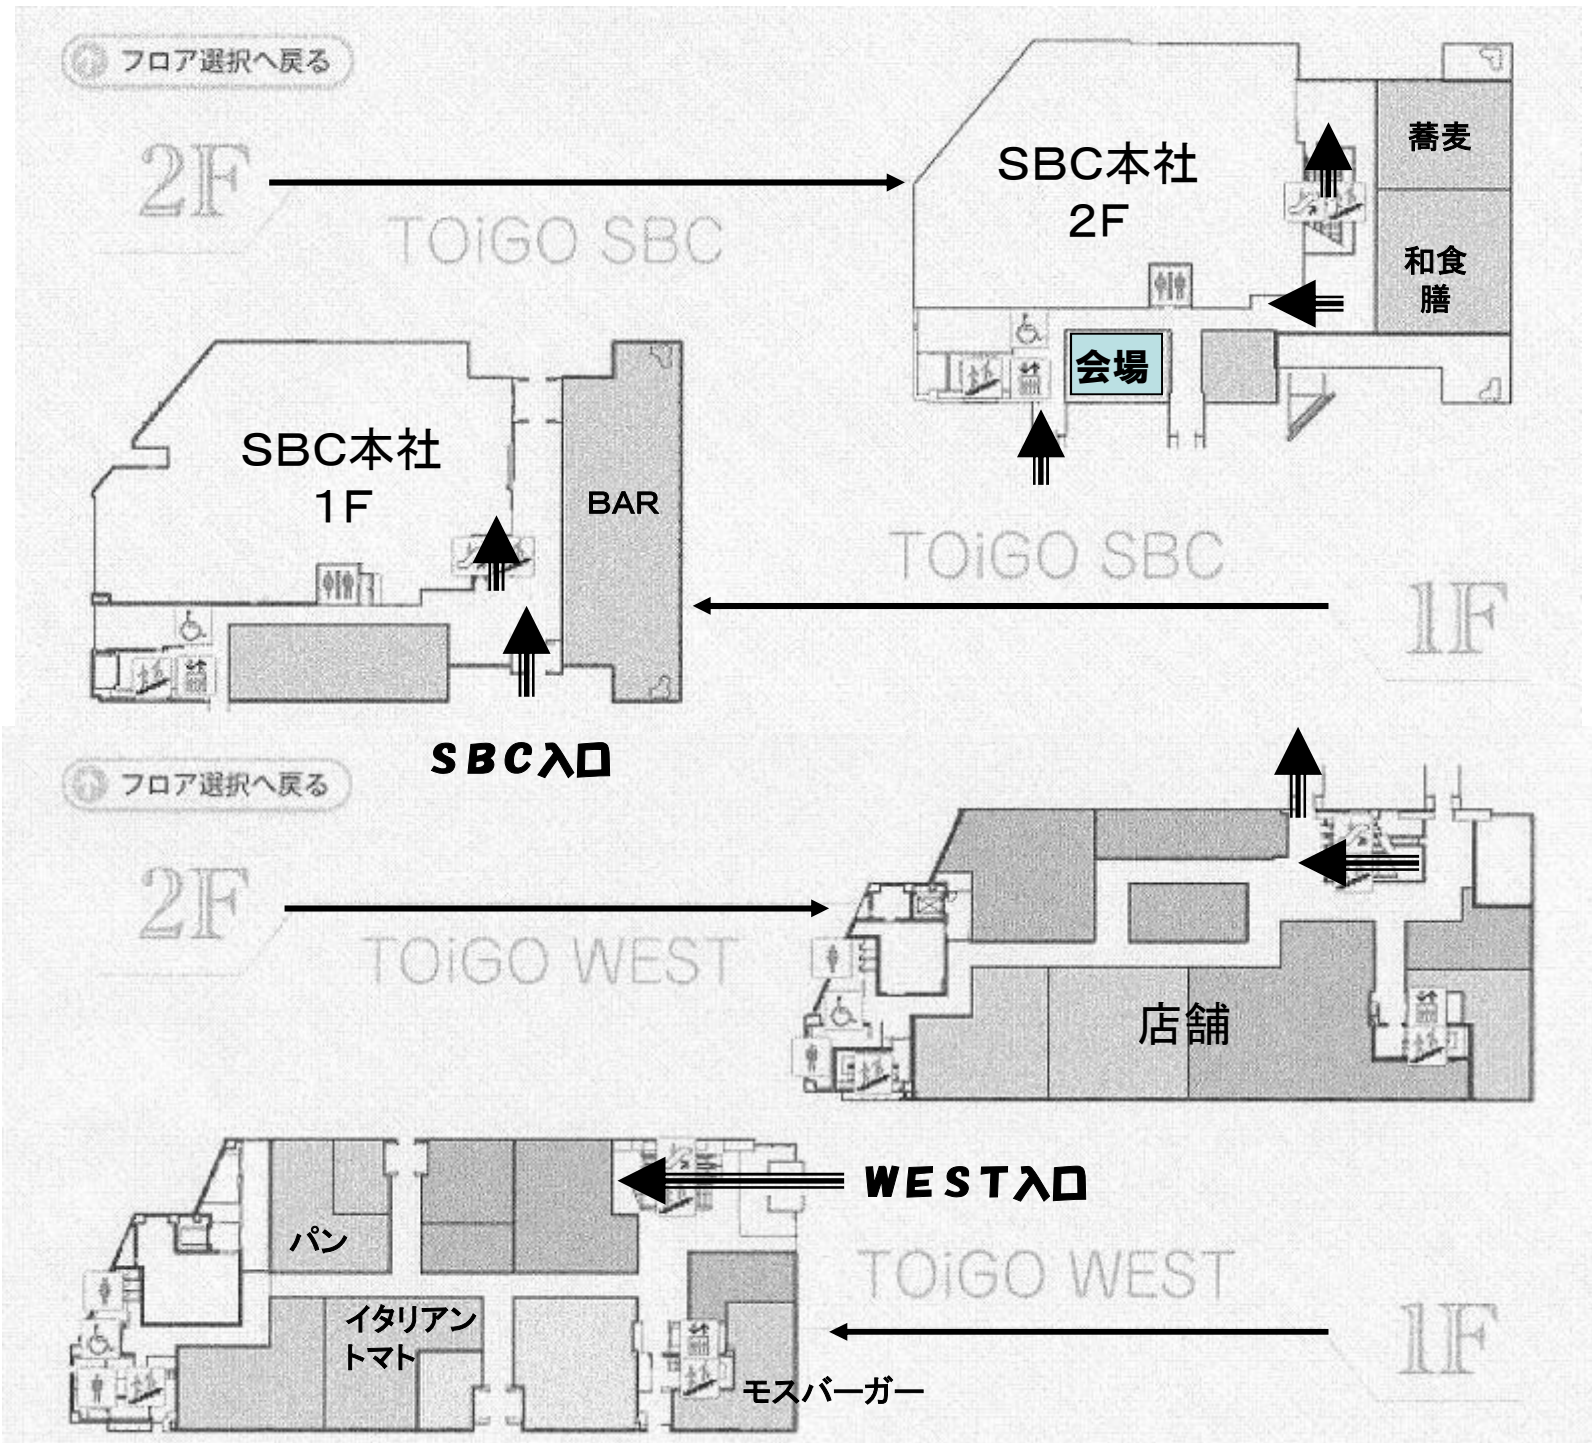 フロア選択へ戻る
2F
TOiGO SBC
SBC本社
2F
蕎麦
和食
膳
会場
SBC本社
1F
BAR
TOiGO SBC
1F
SBC入口
フロア選択へ戻る
2F
TOiGO WEST
店舗
WEST入口
パン
イタリアン
トマト
モスバーガー
TOiGO WEST
1F